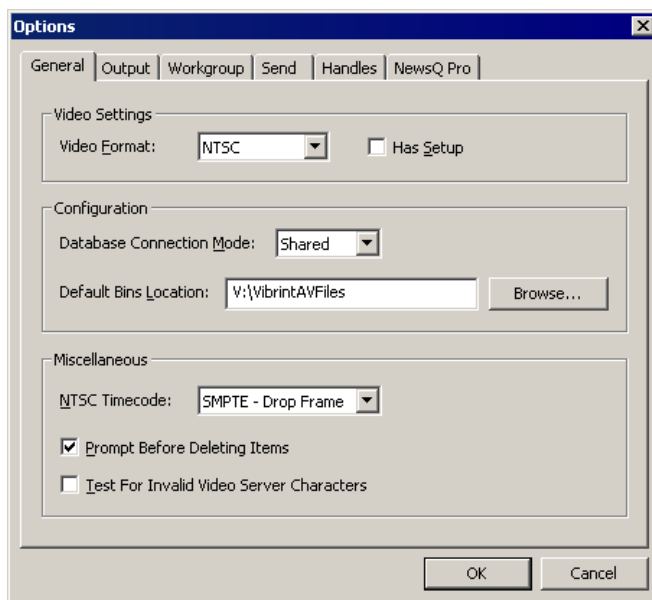 Options
General Output Workgroup Send Handles NewsQ Pro
Video Settings
Video Format: NTSC Has Setup
Configuration
Database Connection Mode: Shared
Default Bins Location: V:\VibrintAVFiles Browse...
Miscellaneous
NTSC Timecode: SMPTE - Drop Frame
Prompt Before Deleting Items
Test For Invalid Video Server Characters
OK Cancel